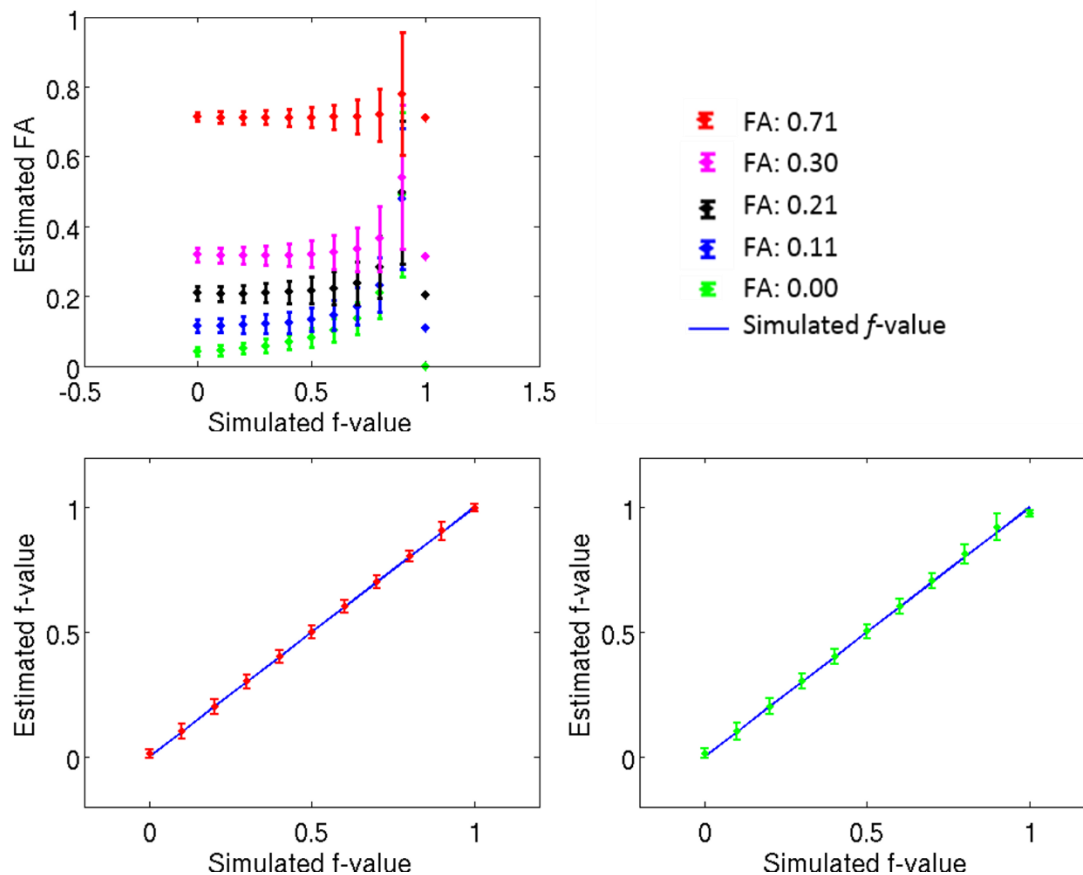 1
0.8
0.6
0.4
0.2
0
Estimated FA
-0.5 0 0.5 1 1.5
Simulated f-value
FA: 0.71
FA: 0.30
FA: 0.21
FA: 0.11
FA: 0.00
Simulated f-value
1
0.5
0
Estimated f-value
0 0.5 1
Simulated f-value
1
0.5
0
Estimated f-value
0 0.5 1
Simulated f-value